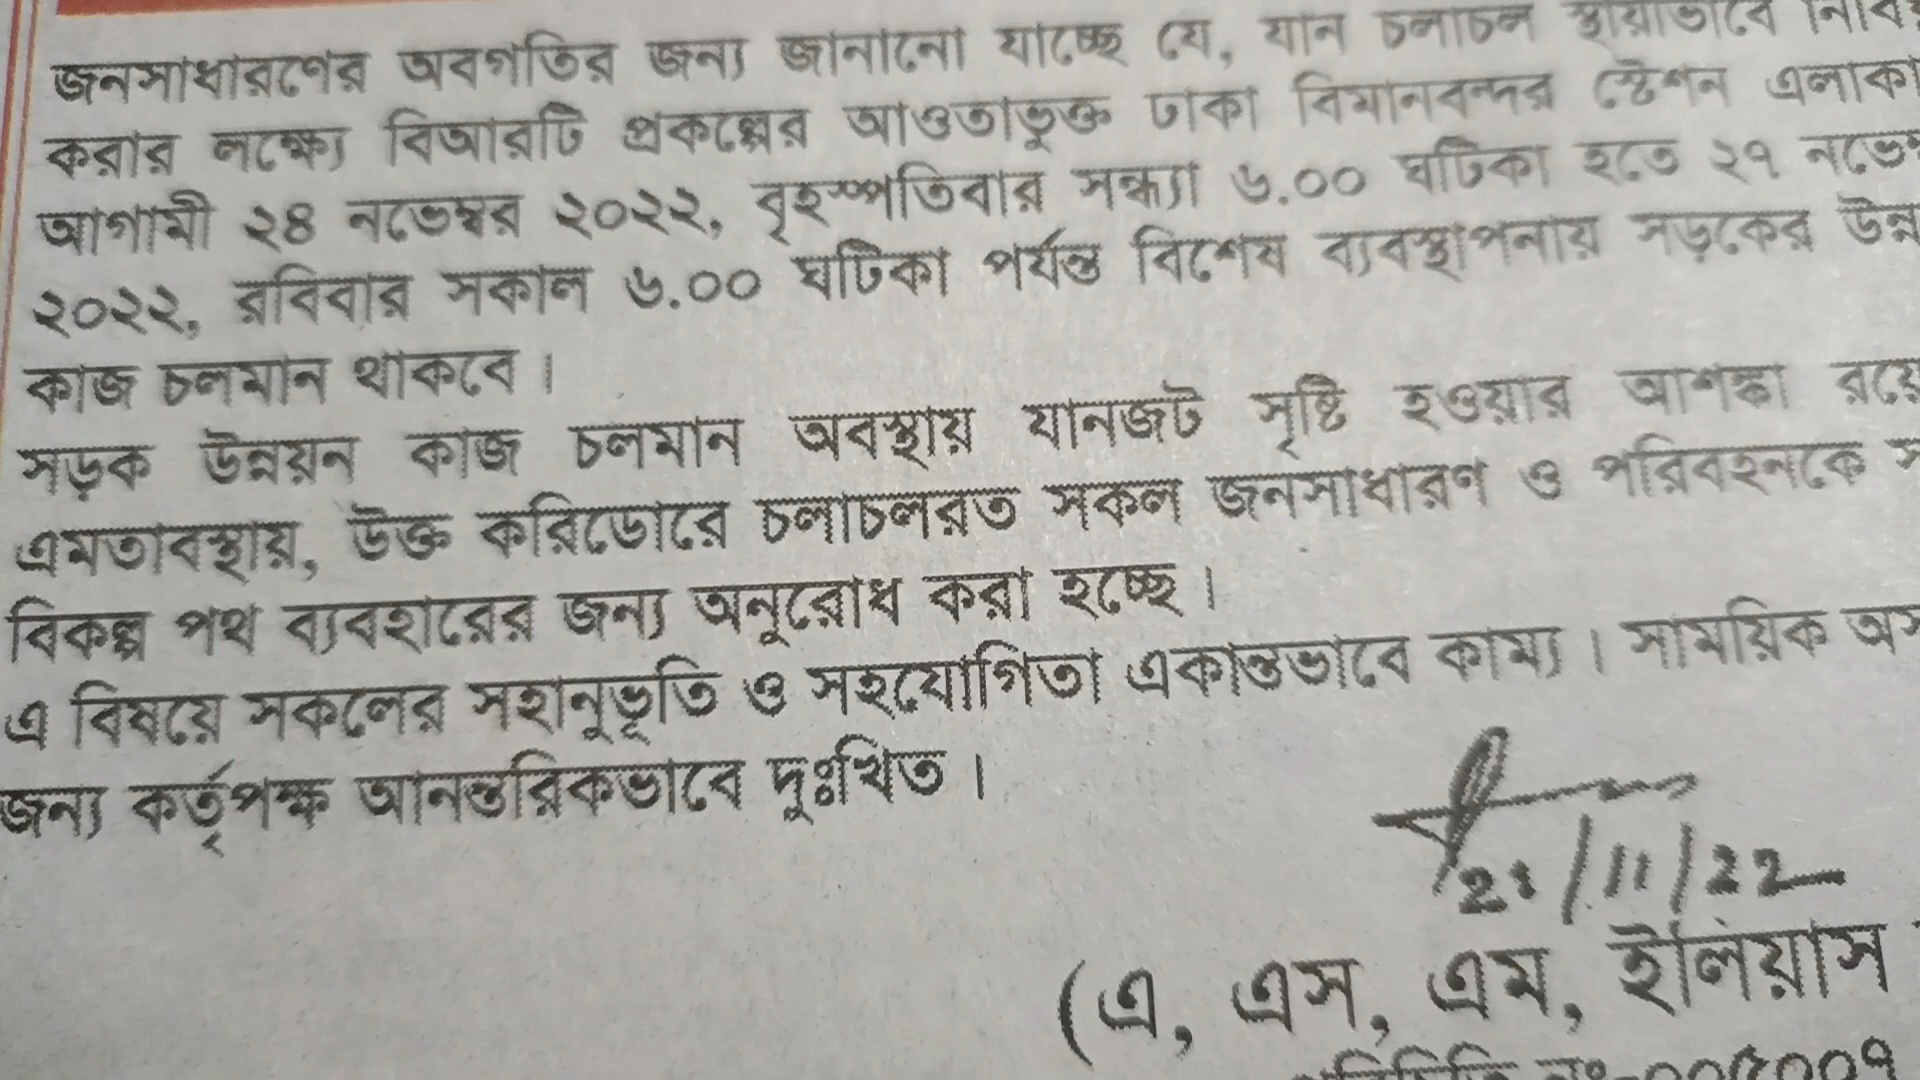 জনসাধারণের অবগতির জন্য জানানো যাচ্ছে যে, যান চলাচল স্থায়ীভাবে
করার লক্ষ্যে বিআরটি প্রকল্পের আওতাভুক্ত ঢাকা বিমানবন্দর স্টেশন এলাকা
আগামী ২৪ নভেম্বর ২০২২, বৃহস্পতিবার সন্ধ্যা ৬.০০ ঘটিকা হতে ২৭
২০২২, রবিবার সকাল ৬.০০ ঘটিকা পর্যন্ত বিশেষ ব্যবস্থাপনায় সড়কের
কাজ চলমান থাকবে।
সড়ক উন্নয়ন কাজ চলমান অবস্থায় যানজট সৃষ্টি হওয়ার আশঙ্কা
এমতাবস্থায়, উক্ত করিডোরে চলাচলরত সকল জনসাধারণ ও পরিবহনকে
বিকল্প পথ ব্যবহারের জন্য অনুরোধ করা হচ্ছে।
এ বিষয়ে সকলের সহানুভূতি ও সহযোগিতা একান্তভাবে কাম্য। সাময়িক
জন্য কর্তৃপক্ষ আনন্তরিকভাবে দুঃখিত।
21/11/22
(এ, এস, এম, ইলিয়াস